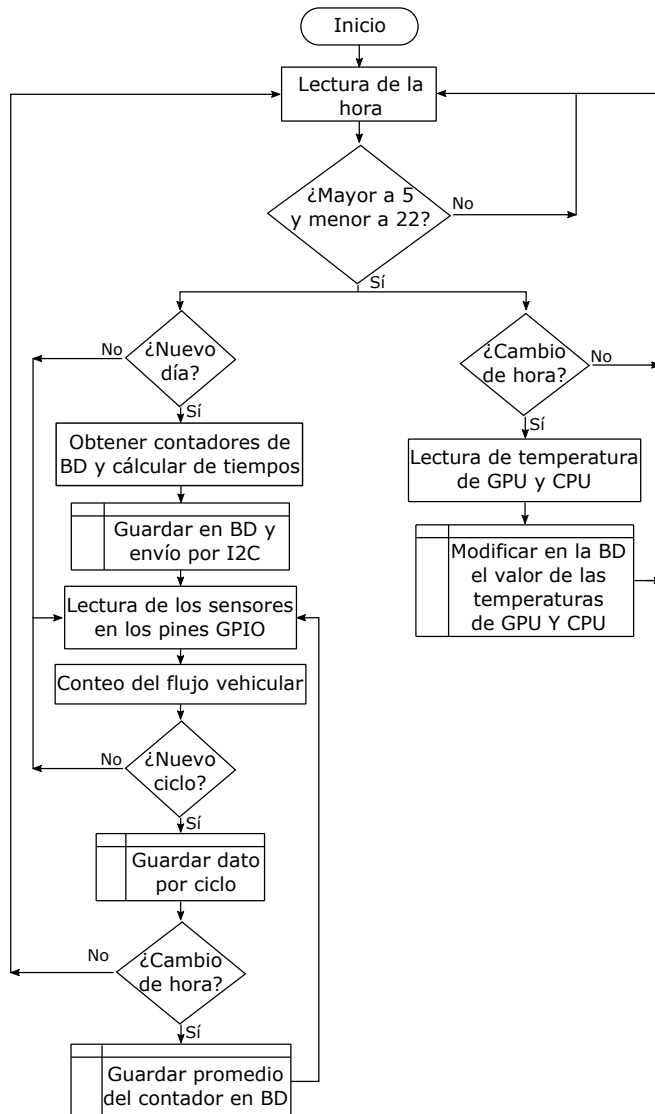 Inicio
Lectura de la
hora
¿Mayor a 5
y menor a 22?
No
Sí
¿Nuevo
día?
No
Sí
Obtener contadores de
BD y cálcular de tiempos
Guardar en BD y
envío por I2C
Lectura de los sensores
en los pines GPIO
Conteo del flujo vehicular
¿Nuevo
ciclo?
No
Sí
Guardar dato
por ciclo
¿Cambio
de hora?
No
Sí
Guardar promedio
del contador en BD
¿Cambio
de hora?
No
Sí
Lectura de temperatura
de GPU y CPU
Modificar en la BD
el valor de las
temperaturas
de GPU Y CPU